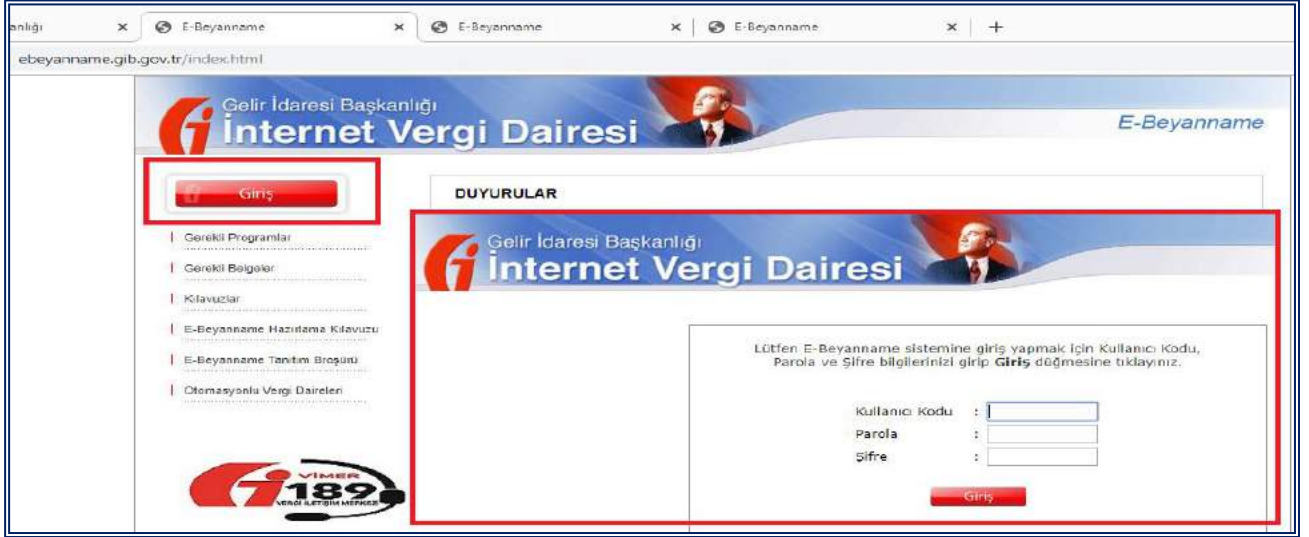 anlığı
E-Beyanname
E-Beyanname
E-Beyanname
ebeyanname.gib.gov.tr/index.html
Gelir İdaresi Başkanlığı
İnternet Vergi Dairesi
E-Beyanname
Giriş
DUYURULAR
Gerekli Programlar
Gerekli Belgeler
Kılavuzlar
E-Beyanname Hazırlama Kılavuzu
E-Beyanname Tanıtım Broşürü
Otomasyonlu Vergi Daireleri
VİMER
189
VERGİ İLETİŞİM MERKEZİ
Gelir İdaresi Başkanlığı
İnternet Vergi Dairesi
Lütfen E-Beyanname sistemine giriş yapmak için Kullanıcı Kodu,
Parola ve Şifre bilgilerinizi girip Giriş düğmesine tıklayınız.
Kullanıcı Kodu :
Parola :
Şifre :
Giriş